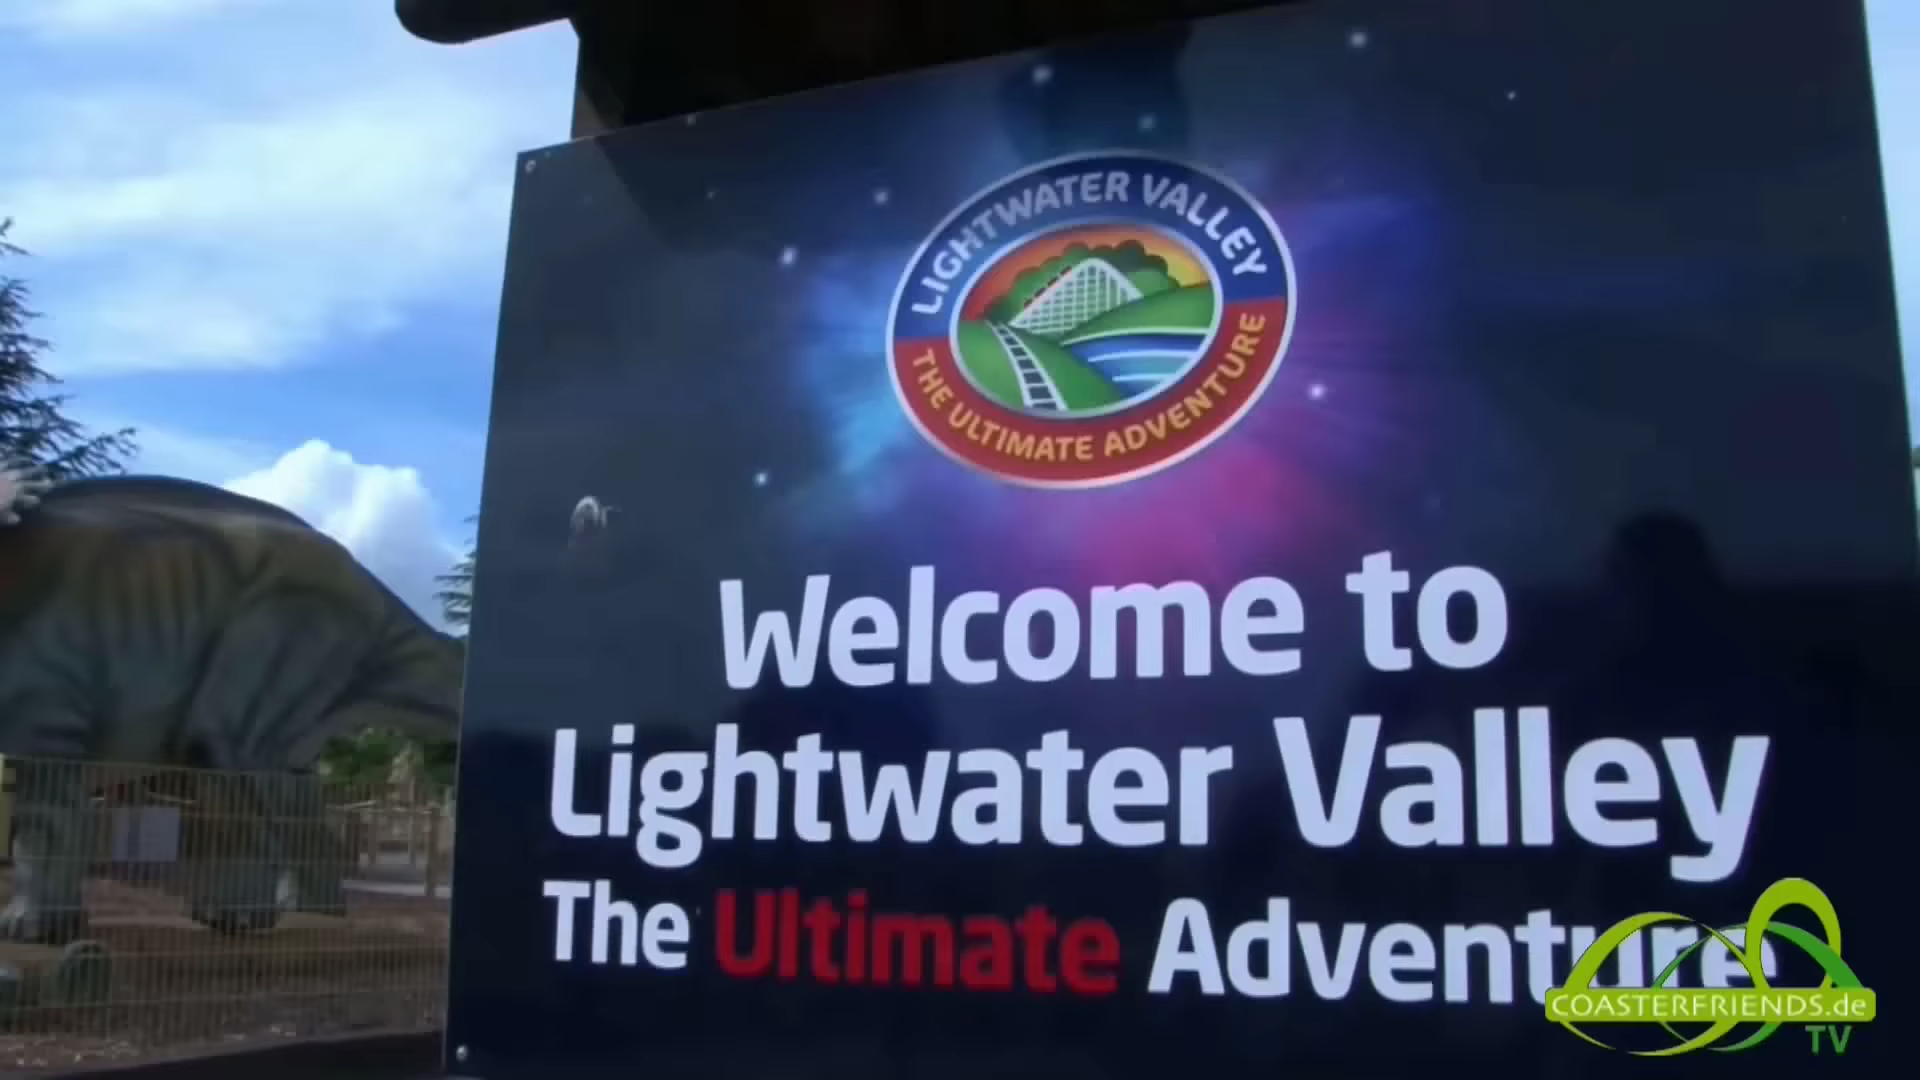 LIGHTWATER VALLEY
THE ULTIMATE ADVENTURE
Welcome to
Lightwater Valley
The Ultimate Adventure
COASTERFRIENDS.de
TV